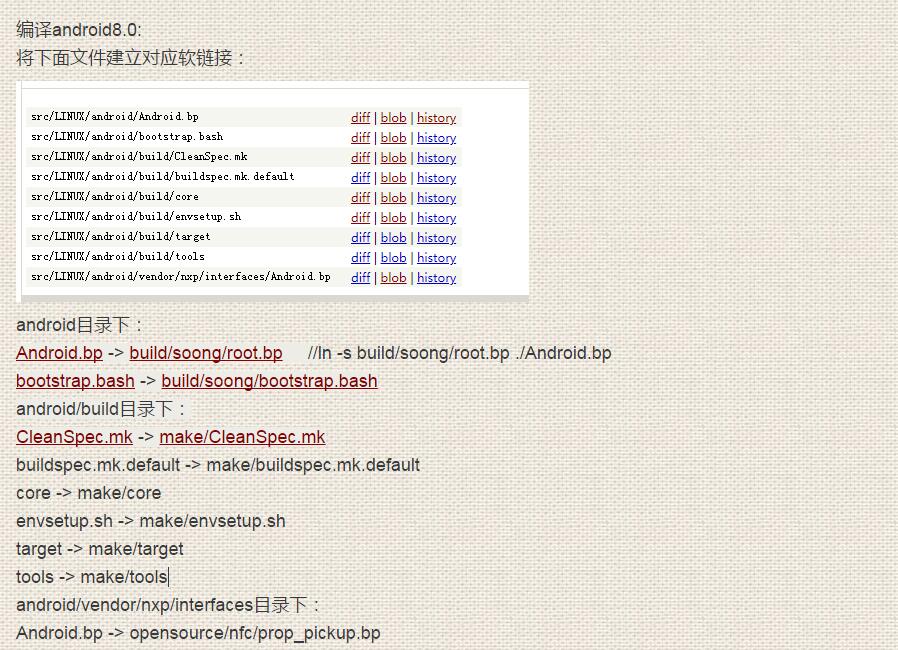 编译android8.0:
将下面文件建立对应软链接：
src/LINUX/android/Android.bp diff | blob | history
src/LINUX/android/bootstrap.bash diff | blob | history
src/LINUX/android/build/CleanSpec.mk diff | blob | history
src/LINUX/android/build/buildspec.mk.default diff | blob | history
src/LINUX/android/build/core diff | blob | history
src/LINUX/android/build/envsetup.sh diff | blob | history
src/LINUX/android/build/target diff | blob | history
src/LINUX/android/build/tools diff | blob | history
src/LINUX/android/vendor/nxp/interfaces/Android.bp diff | blob | history
android目录下：
Android.bp -> build/soong/root.bp //ln -s build/soong/root.bp ./Android.bp
bootstrap.bash -> build/soong/bootstrap.bash
android/build目录下：
CleanSpec.mk -> make/CleanSpec.mk
buildspec.mk.default -> make/buildspec.mk.default
core -> make/core
envsetup.sh -> make/envsetup.sh
target -> make/target
tools -> make/tools
android/vendor/nxp/interfaces目录下：
Android.bp -> opensource/nfc/prop_pickup.bp